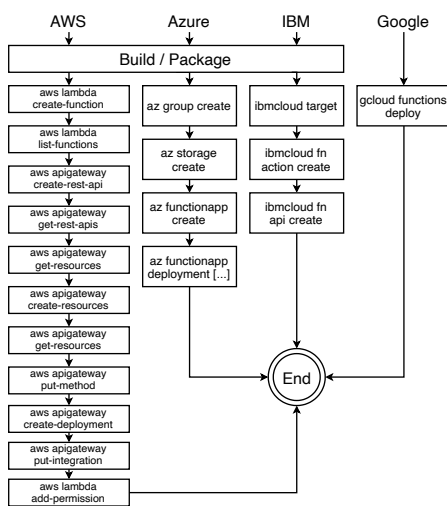 AWS
Azure
IBM
Google
Build / Package
aws lambda
create-function
aws lambda
list-functions
aws apigateway
create-rest-api
aws apigateway
get-rest-apis
aws apigateway
get-resources
aws apigateway
create-resources
aws apigateway
get-resources
aws apigateway
put-method
aws apigateway
create-deployment
aws apigateway
put-integration
aws lambda
add-permission
az group create
az storage
create
az functionapp
create
az functionapp
deployment [...]
ibmcloud target
ibmcloud fn
action create
ibmcloud fn
api create
gcloud functions
deploy
End